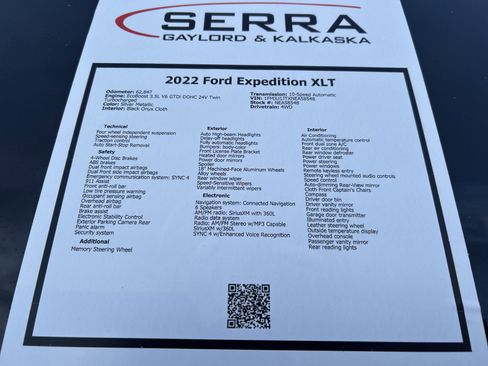 SERRA
GAYLORD & KALKASKA
2022 Ford Expedition XLT
Odometer: 62,847
Engine: EcoBoost 3.5L V6 GTDI DOHC 24V Twin
Turbocharged
Color: Silver Metallic
Interior: Black Onyx Cloth
Transmission: 10-Speed Automatic
VIN: 1FMJU1JTXNEA58548
Stock #: NEA58548
Drivetrain: 4WD
Technical
Four wheel independent suspension
Speed-sensing steering
Traction control
Auto Start-Stop Removal
Safety
4-Wheel Disc Brakes
ABS brakes
Dual front impact airbags
Dual front side impact airbags
Emergency communication system: SYNC 4
911 Assist
Front anti-roll bar
Low tire pressure warning
Occupant sensing airbag
Overhead airbag
Rear anti-roll bar
Brake assist
Electronic Stability Control
Exterior Parking Camera Rear
Panic alarm
Security system
Additional
Memory Steering Wheel
Exterior
Auto High-beam Headlights
Delay-off headlights
Fully automatic headlights
Bumpers: body-color
Front License Plate Bracket
Heated door mirrors
Power door mirrors
Spoiler
18" Machined-Face Aluminum Wheels
Alloy wheels
Rear window wiper
Speed-Sensitive Wipers
Variably intermittent wipers
Electronic
Navigation system: Connected Navigation
6 Speakers
AM/FM radio: SiriusXM with 360L
Radio data system
Radio: AM/FM Stereo w/MP3 Capable
SiriusXM w/360L
SYNC 4 w/Enhanced Voice Recognition
Interior
Air Conditioning
Automatic temperature control
Front dual zone A/C
Rear air conditioning
Rear window defroster
Power driver seat
Power steering
Power windows
Remote keyless entry
Steering wheel mounted audio controls
Speed control
Auto-dimming Rear-View mirror
Cloth Front Captain's Chairs
Compass
Driver door bin
Driver vanity mirror
Front reading lights
Garage door transmitter
Illuminated entry
Leather steering wheel
Outside temperature display
Overhead console
Passenger vanity mirror
Rear reading lights